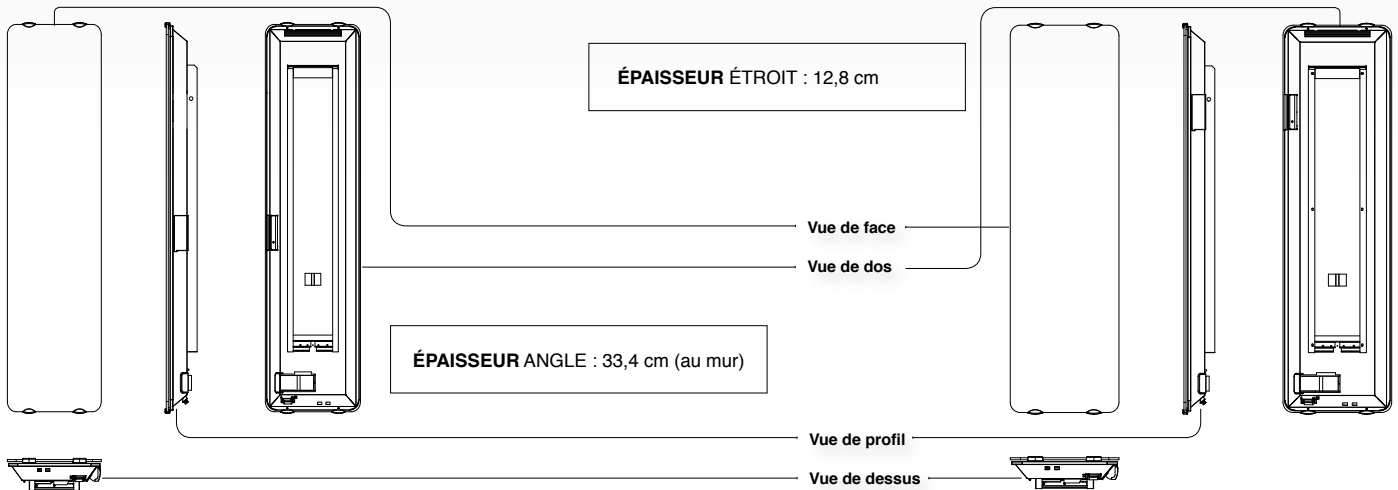 ÉPAISSEUR ÉTROIT : 12,8 cm
Vue de face
Vue de dos
ÉPAISSEUR ANGLE : 33,4 cm (au mur)
Vue de profil
Vue de dessus